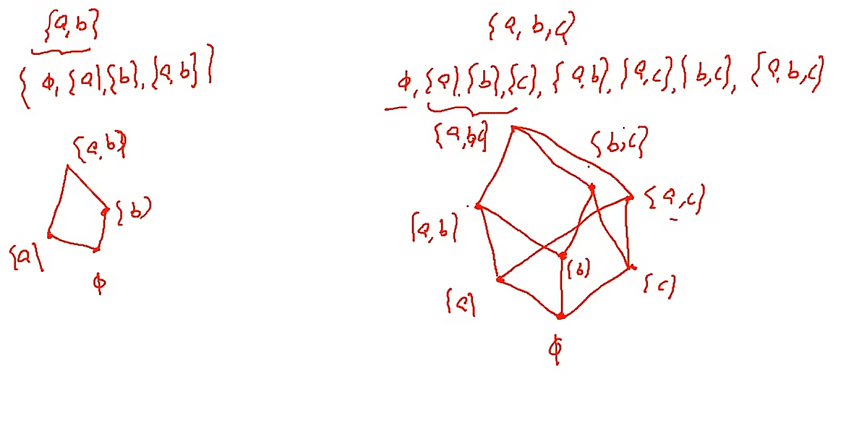 {a,b}
{ ϕ, {a},{b}, {a,b} }
{a,b}
{b}
{a}
ϕ
{a, b, c}
ϕ, {a}, {b}, {c}, {a,b}, {a,c}, {b,c}, {a,b,c}
{a,b,c}
{b,c}
{a,c}
{a,b}
{b}
{a}
{c}
ϕ